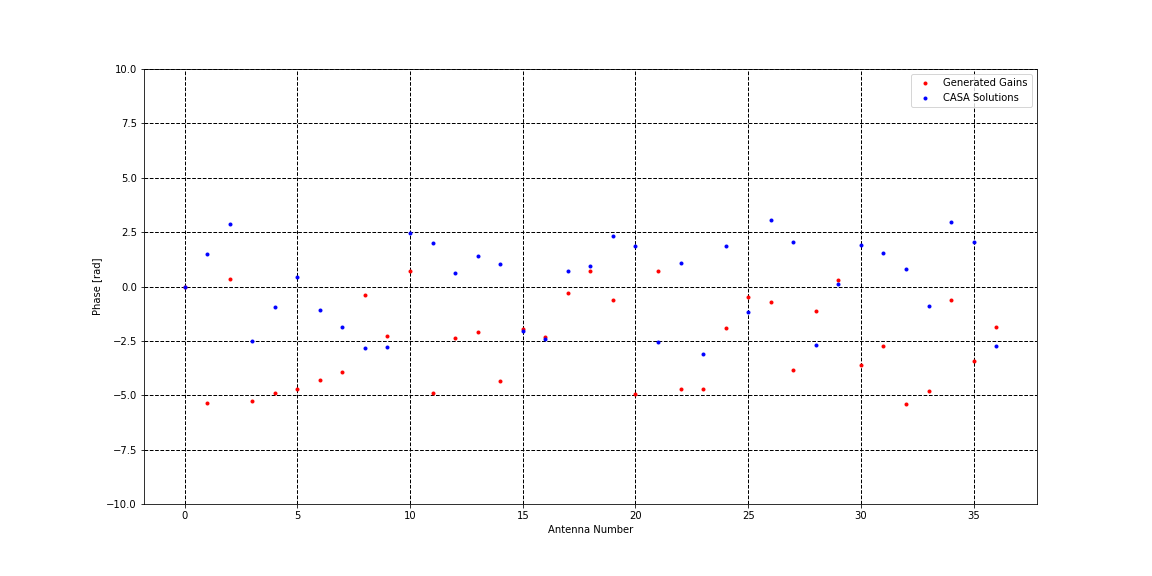 10.0
7.5
5.0
2.5
0.0
−2.5
−5.0
−7.5
−10.0
Phase [rad]
Generated Gains
CASA Solutions
0 5 10 15 20 25 30 35
Antenna Number